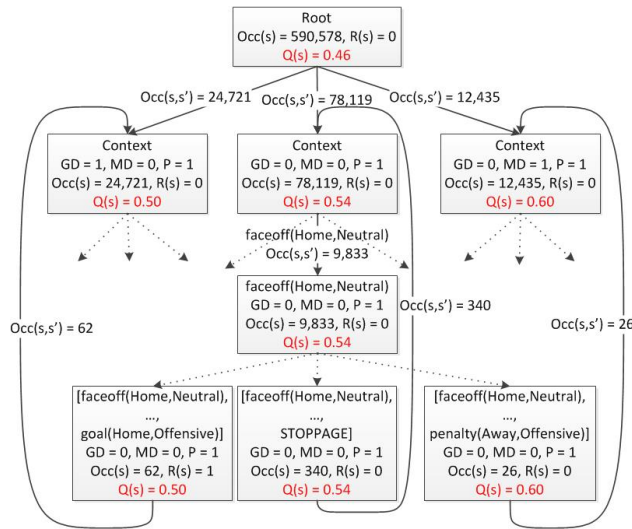 Root
Occ(s) = 590,578, R(s) = 0
Q(s) = 0.46
Occ(s,s') = 24,721
Occ(s,s') = 78,119
Occ(s,s') = 12,435
Context
GD = 1, MD = 0, P = 1
Occ(s) = 24,721, R(s) = 0
Q(s) = 0.50
Context
GD = 0, MD = 0, P = 1
Occ(s) = 78,119, R(s) = 0
Q(s) = 0.54
Context
GD = 0, MD = 1, P = 1
Occ(s) = 12,435, R(s) = 0
Q(s) = 0.60
faceoff(Home,Neutral)
Occ(s,s') = 9,833
faceoff(Home,Neutral)
GD = 0, MD = 0, P = 1
Occ(s) = 9,833, R(s) = 0
Q(s) = 0.54
Occ(s,s') = 62
Occ(s,s') = 340
Occ(s,s') = 26
[faceoff(Home,Neutral),
…,
goal(Home,Offensive)]
GD = 0, MD = 0, P = 1
Occ(s) = 62, R(s) = 1
Q(s) = 0.50
[faceoff(Home,Neutral),
…,
STOPPAGE]
GD = 0, MD = 0, P = 1
Occ(s) = 340, R(s) = 0
Q(s) = 0.54
[faceoff(Home,Neutral),
…,
penalty(Away,Offensive)]
GD = 0, MD = 0, P = 1
Occ(s) = 26, R(s) = 0
Q(s) = 0.60